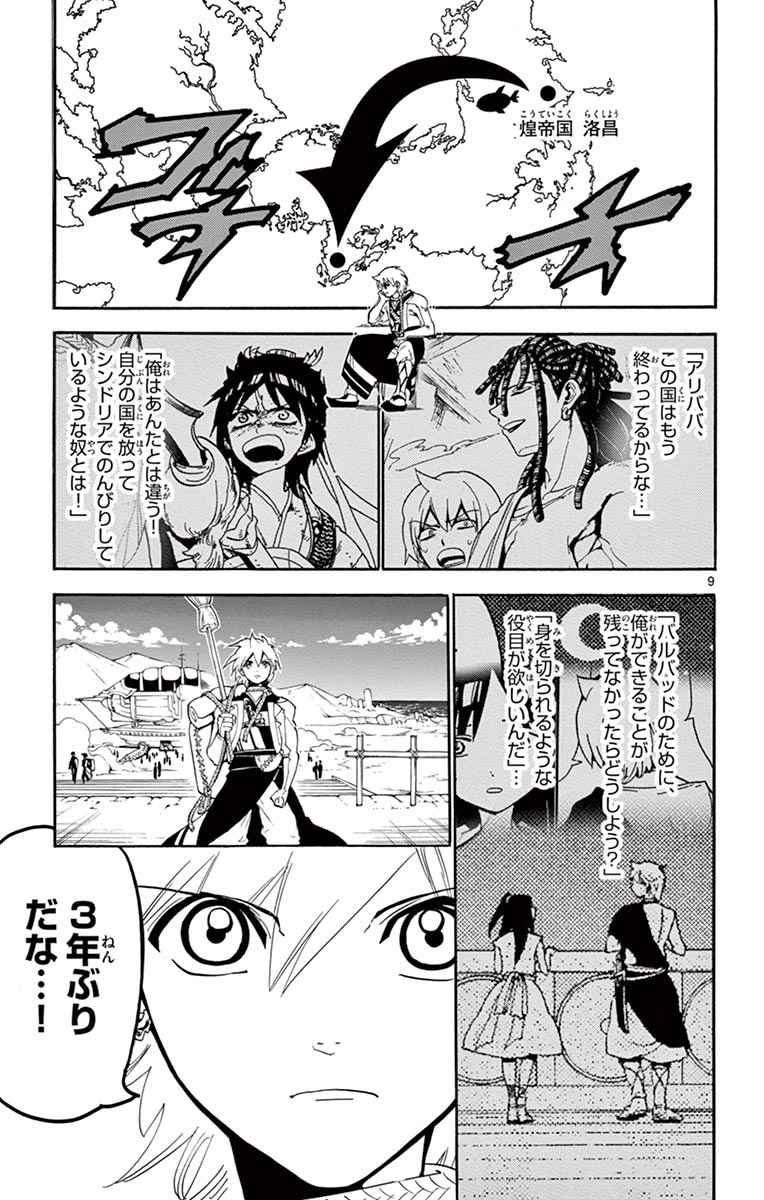 煌帝国 洛昌
ゴオオ
「アリババ、
この国はもう
終わってるからな…」
「俺はあんたとは違う!
自分の国を放って
シンドリアでのんびりして
いるような奴とは!」
9
「バルバッドのために、
俺ができることが
残ってなかったらどうしよう?」
「身を切られるような
役目が欲しいんだ」…
3年ぶり
だな…!